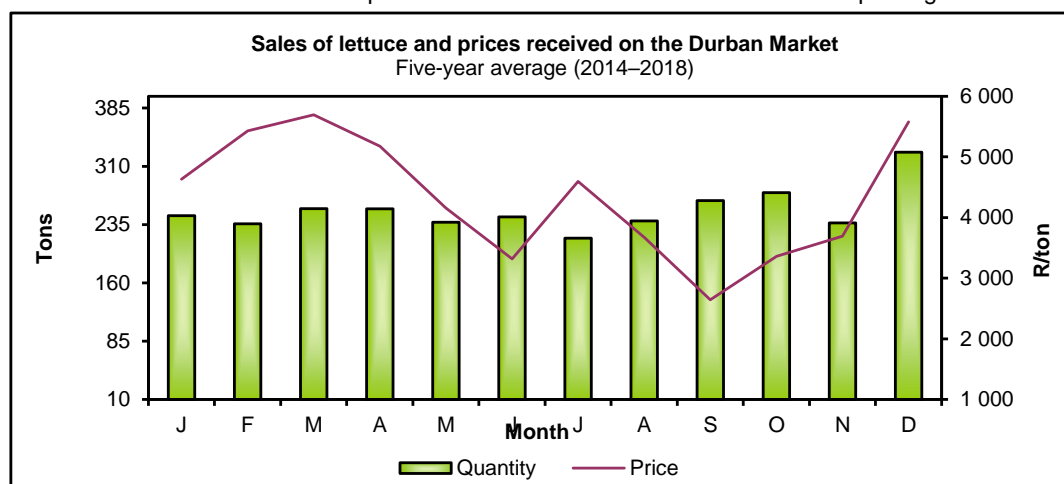 Sales of lettuce and prices received on the Durban Market
Five-year average (2014–2018)
Tons
385
310
235
160
85
10
6 000
5 000
4 000
3 000
2 000
1 000
R/ton
J F M A M J J A S O N D
Month
Quantity Price